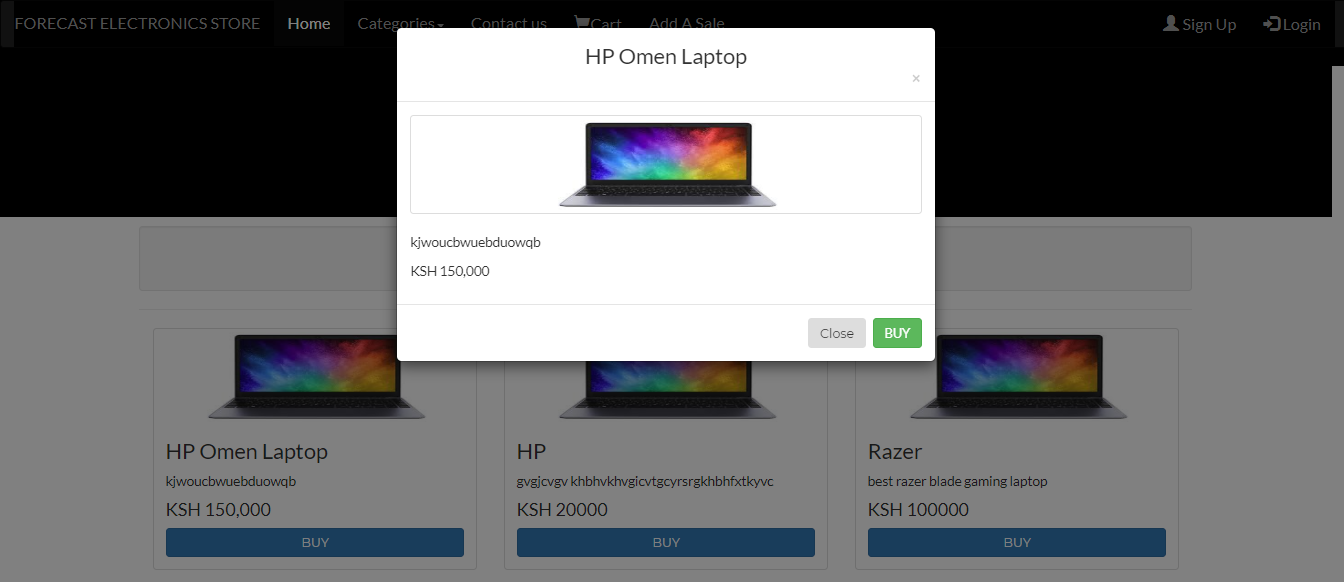 FORECAST ELECTRONICS STORE Home Categories Contact us Cart Add A Sale Sign Up Login
HP Omen Laptop
×
kjwoucbwuebduowqb
KSH 150,000
Close BUY
HP Omen Laptop
kjwoucbwuebduowqb
KSH 150,000
BUY
HP
gvgjcvgv khbhvkhvgicvtgcyrsrgkhbhfxtkyvc
KSH 20000
BUY
Razer
best razer blade gaming laptop
KSH 100000
BUY